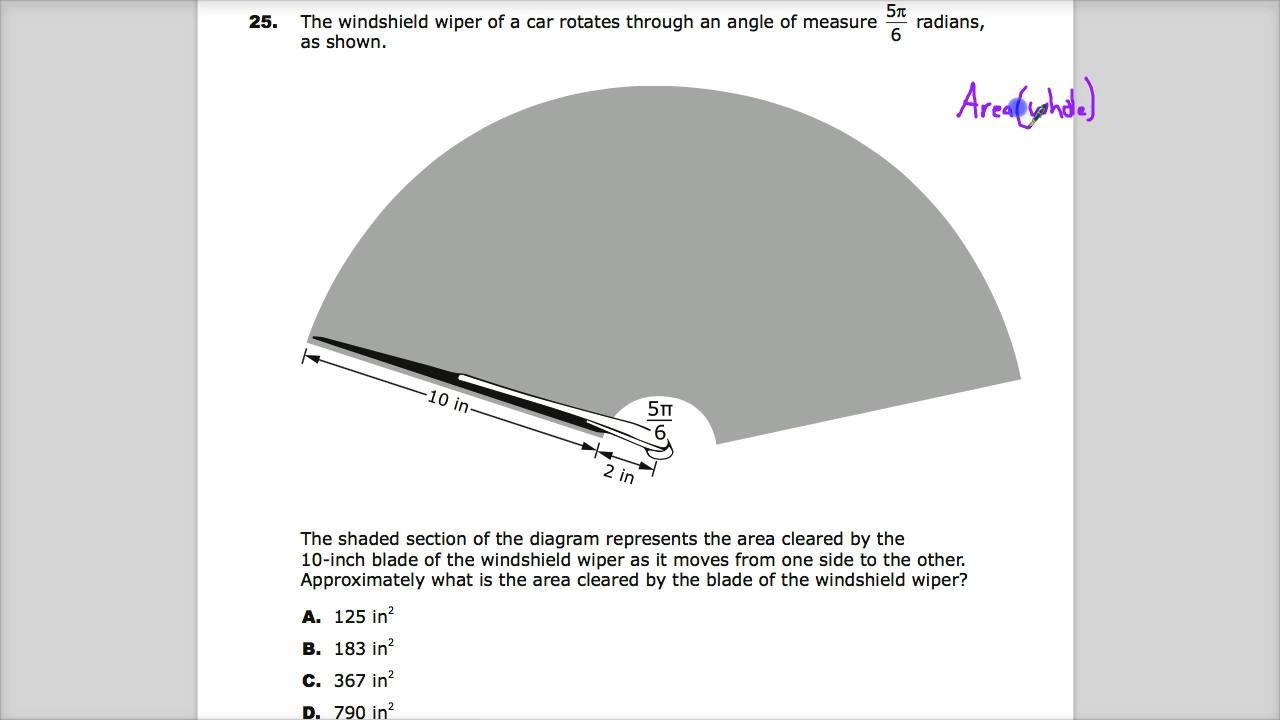 25. The windshield wiper of a car rotates through an angle of measure 5π/6 radians,
as shown.
Area(whole)
10 in
5π
6
2 in
The shaded section of the diagram represents the area cleared by the
10-inch blade of the windshield wiper as it moves from one side to the other.
Approximately what is the area cleared by the blade of the windshield wiper?
A. 125 in²
B. 183 in²
C. 367 in²
D. 790 in²